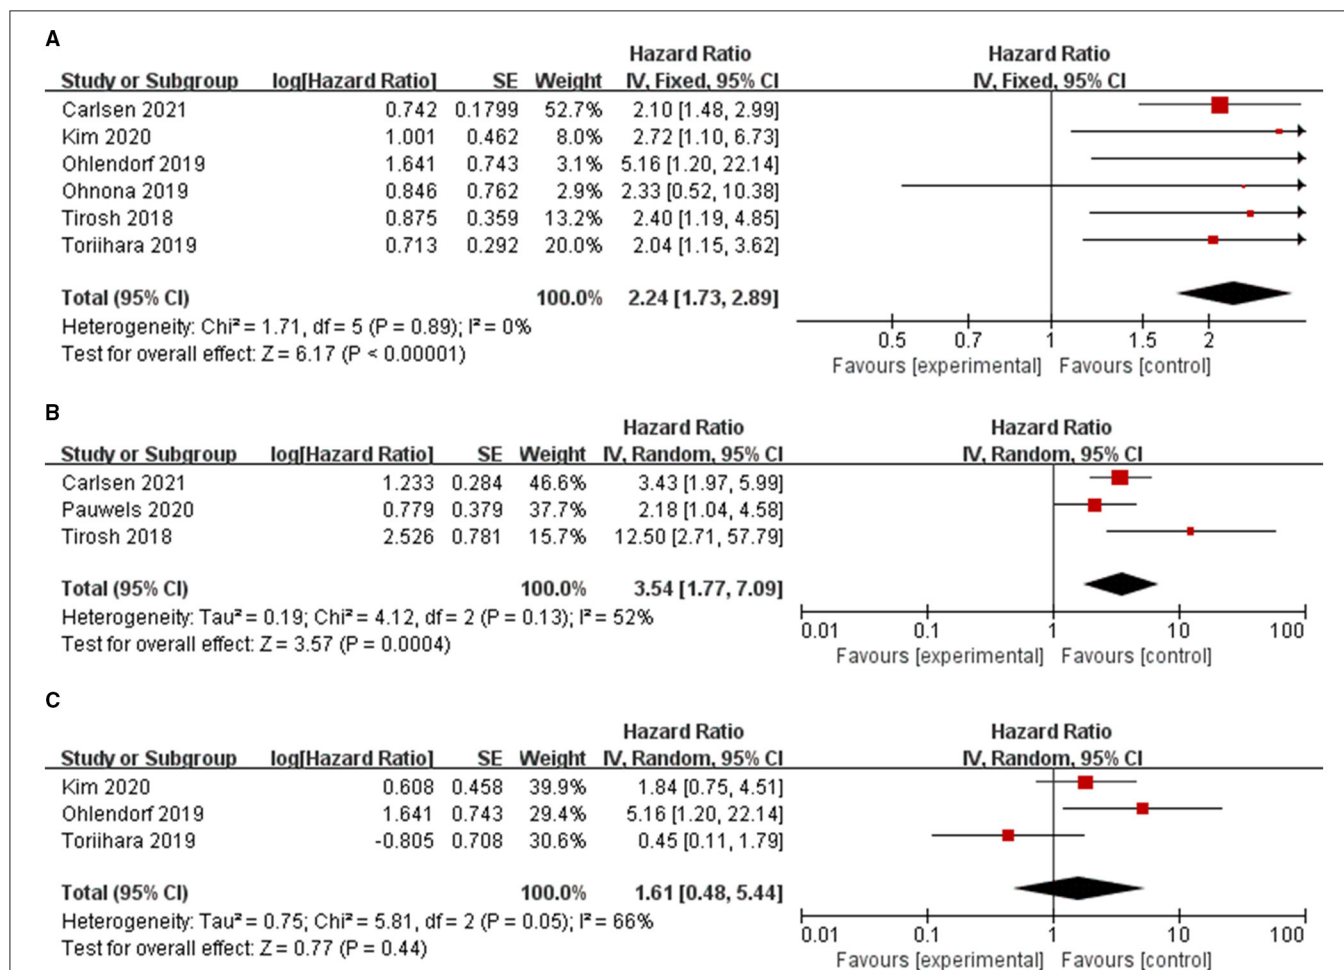 A
Hazard Ratio Hazard Ratio
Study or Subgroup log[Hazard Ratio] SE Weight IV, Fixed, 95% CI IV, Fixed, 95% CI
Carlsen 2021 0.742 0.1799 52.7% 2.10 [1.48, 2.99]
Kim 2020 1.001 0.462 8.0% 2.72 [1.10, 6.73]
Ohlendorf 2019 1.641 0.743 3.1% 5.16 [1.20, 22.14]
Ohnona 2019 0.846 0.762 2.9% 2.33 [0.52, 10.38]
Tirosh 2018 0.875 0.359 13.2% 2.40 [1.19, 4.85]
Toriihara 2019 0.713 0.292 20.0% 2.04 [1.15, 3.62]
Total (95% CI) 100.0% 2.24 [1.73, 2.89]
Heterogeneity: Chi² = 1.71, df = 5 (P = 0.89); I² = 0%
Test for overall effect: Z = 6.17 (P < 0.00001)
0.5 0.7 1 1.5 2
Favours [experimental] Favours [control]
B
Hazard Ratio Hazard Ratio
Study or Subgroup log[Hazard Ratio] SE Weight IV, Random, 95% CI IV, Random, 95% CI
Carlsen 2021 1.233 0.284 46.6% 3.43 [1.97, 5.99]
Pauwels 2020 0.779 0.379 37.7% 2.18 [1.04, 4.58]
Tirosh 2018 2.526 0.781 15.7% 12.50 [2.71, 57.79]
Total (95% CI) 100.0% 3.54 [1.77, 7.09]
Heterogeneity: Tau² = 0.19; Chi² = 4.12, df = 2 (P = 0.13); I² = 52%
Test for overall effect: Z = 3.57 (P = 0.0004)
0.01 0.1 1 10 100
Favours [experimental] Favours [control]
C
Hazard Ratio Hazard Ratio
Study or Subgroup log[Hazard Ratio] SE Weight IV, Random, 95% CI IV, Random, 95% CI
Kim 2020 0.608 0.458 39.9% 1.84 [0.75, 4.51]
Ohlendorf 2019 1.641 0.743 29.4% 5.16 [1.20, 22.14]
Toriihara 2019 -0.805 0.708 30.6% 0.45 [0.11, 1.79]
Total (95% CI) 100.0% 1.61 [0.48, 5.44]
Heterogeneity: Tau² = 0.75; Chi² = 5.81, df = 2 (P = 0.05); I² = 66%
Test for overall effect: Z = 0.77 (P = 0.44)
0.01 0.1 1 10 100
Favours [experimental] Favours [control]